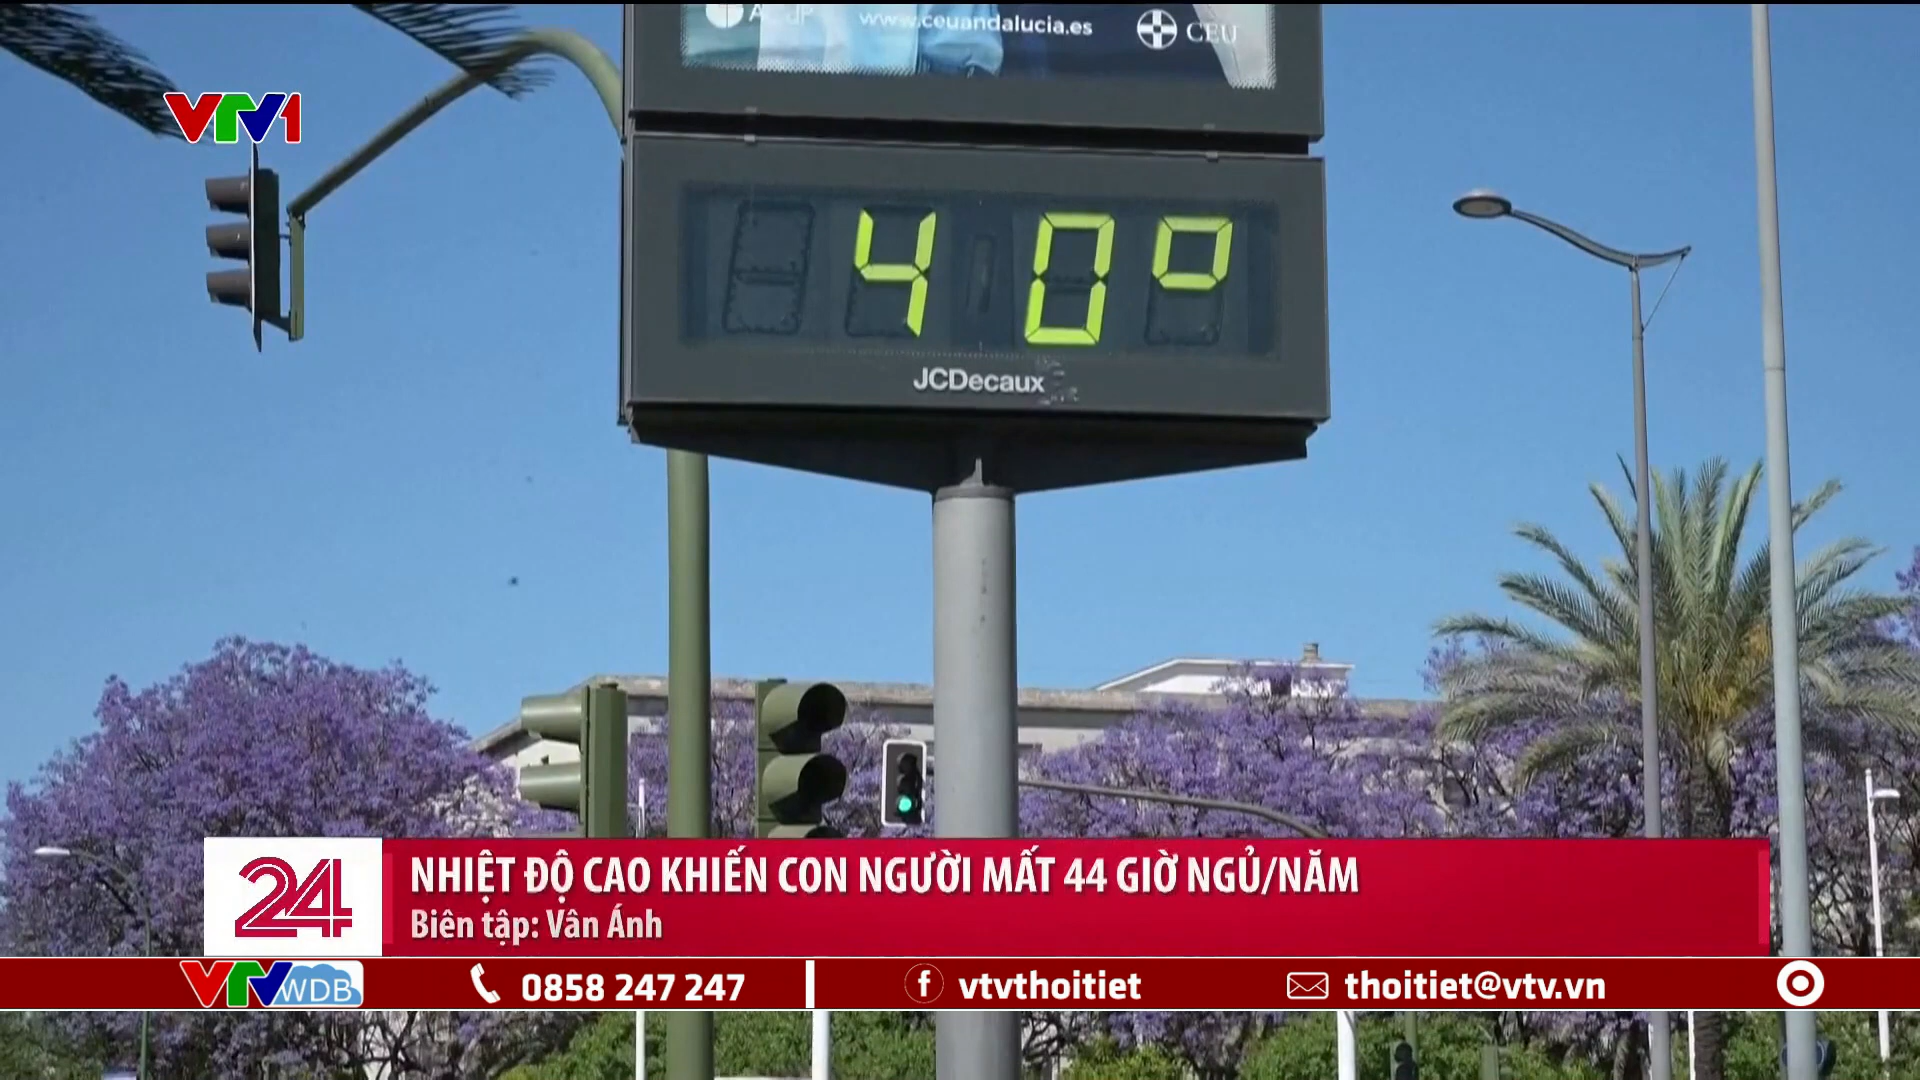 www.ceuandalucia.es
CEU
VTV1
40°
JCDecaux
24
NHIỆT ĐỘ CAO KHIẾN CON NGƯỜI MẤT 44 GIỜ NGỦ/NĂM
Biên tập: Vân Ánh
VTV WDB
0858 247 247
vtvthoitiet
thoitiet@vtv.vn